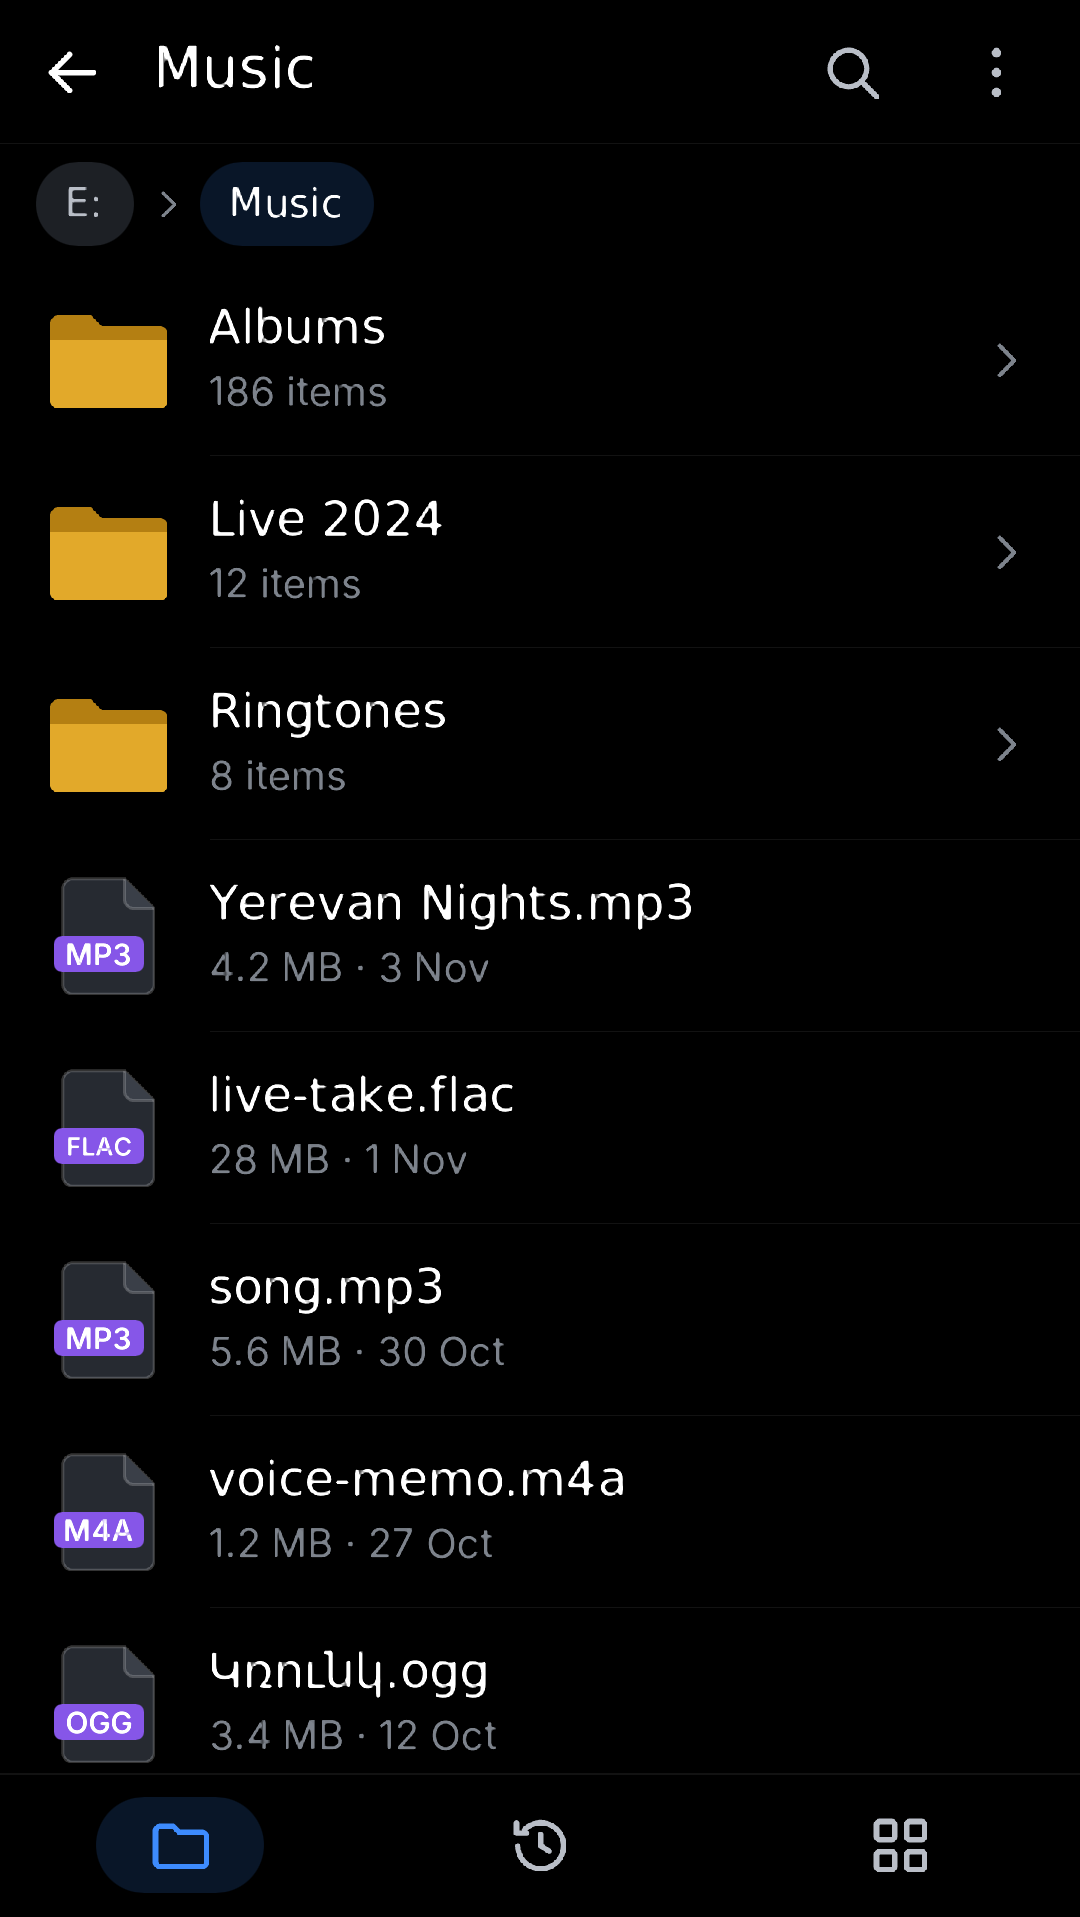 Music
E: > Music
Albums
186 items
Live 2024
12 items
Ringtones
8 items
Yerevan Nights.mp3
MP3
4.2 MB · 3 Nov
live-take.flac
FLAC
28 MB · 1 Nov
song.mp3
MP3
5.6 MB · 30 Oct
voice-memo.m4a
M4A
1.2 MB · 27 Oct
Կռունկ.ogg
OGG
3.4 MB · 12 Oct